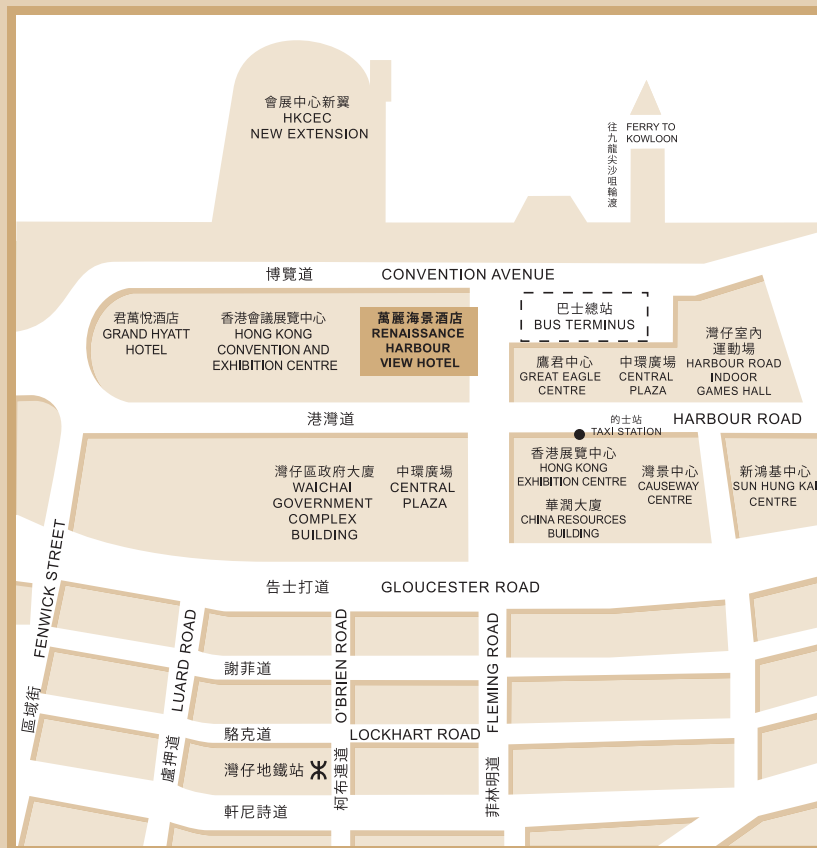 會展中心新翼
HKCEC
NEW EXTENSION
往九龍尖沙咀輪渡
FERRY TO
KOWLOON
博覽道
CONVENTION AVENUE
君萬悅酒店
GRAND HYATT
HOTEL
香港會議展覽中心
HONG KONG
CONVENTION AND
EXHIBITION CENTRE
萬麗海景酒店
RENAISSANCE
HARBOUR
VIEW HOTEL
巴士總站
BUS TERMINUS
鷹君中心
GREAT EAGLE
CENTRE
中環廣場
CENTRAL
PLAZA
灣仔室內
運動場
HARBOUR ROAD
INDOOR
GAMES HALL
港灣道
的士站
TAXI STATION
HARBOUR ROAD
灣仔區政府大廈
WAICHAI
GOVERNMENT
COMPLEX
BUILDING
中環廣場
CENTRAL
PLAZA
香港展覽中心
HONG KONG
EXHIBITION CENTRE
華潤大廈
CHINA RESOURCES
BUILDING
灣景中心
CAUSEWAY
CENTRE
新鴻基中心
SUN HUNG KAI
CENTRE
告士打道
GLOUCESTER ROAD
FENWICK STREET
區域街
LUARD ROAD
盧押道
O'BRIEN ROAD
柯布連道
FLEMING ROAD
菲林明道
謝菲道
駱克道
LOCKHART ROAD
灣仔地鐵站
軒尼詩道